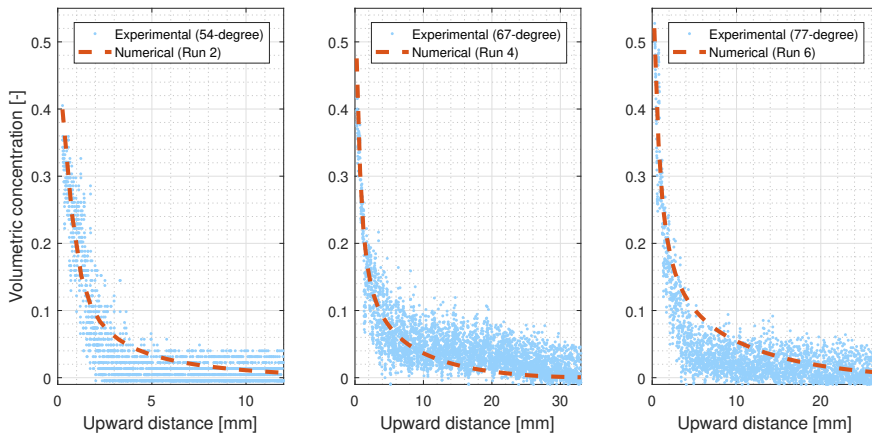 Volumetric concentration [-]
0.5
0.4
0.3
0.2
0.1
0
Experimental (54-degree)
Numerical (Run 2)
0 5 10
Upward distance [mm]
0.5
0.4
0.3
0.2
0.1
0
Experimental (67-degree)
Numerical (Run 4)
0 10 20 30
Upward distance [mm]
0.5
0.4
0.3
0.2
0.1
0
Experimental (77-degree)
Numerical (Run 6)
0 10 20
Upward distance [mm]